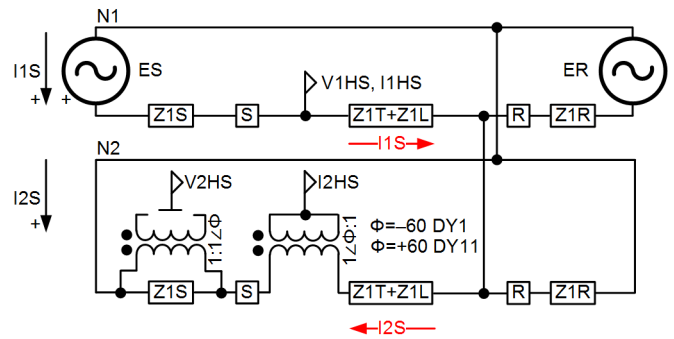 N1
I1S
+
+
ES
ER
V1HS, I1HS
Z1S
S
Z1T+Z1L
R
Z1R
I1S
N2
I2S
+
V2HS
I2HS
1:1∠Φ
1∠Φ:1
Φ=–60 DY1
Φ=+60 DY11
Z1S
S
Z1T+Z1L
R
Z1R
I2S